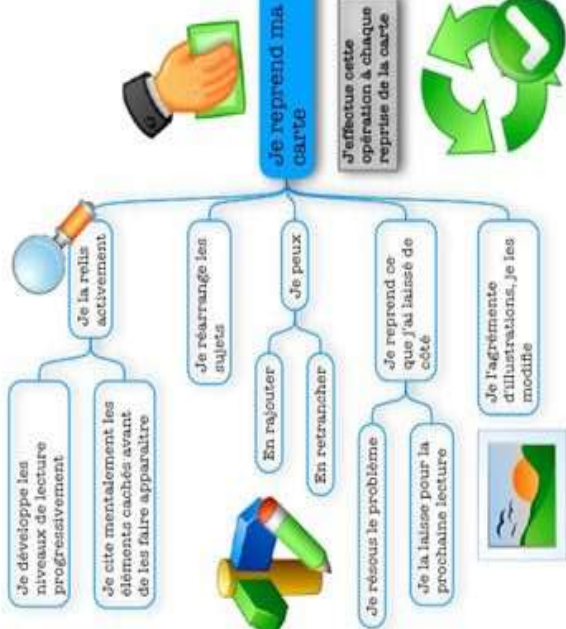 Je reprend ma
carte
J'effectue cette
opération à chaque
reprise de la carte
Je la relis
activement
Je développe les
niveaux de lecture
progressivement
Je cite mentalement les
éléments cachés avant
de les faire apparaître
Je réarrange les
sujets
Je peux
En rajouter
En retrancher
Je reprend ce
que j'ai laissé de
côté
Je résous le problème
Je la laisse pour la
prochaine lecture
Je l'agrémente
d'illustrations, je les
modifie